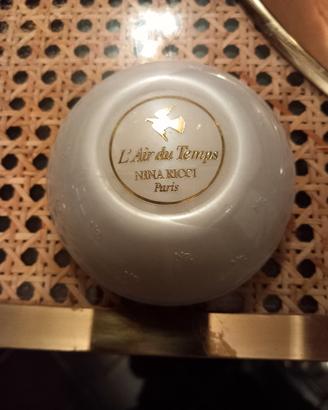 L'Air du Temps
NINA RICCI
Paris